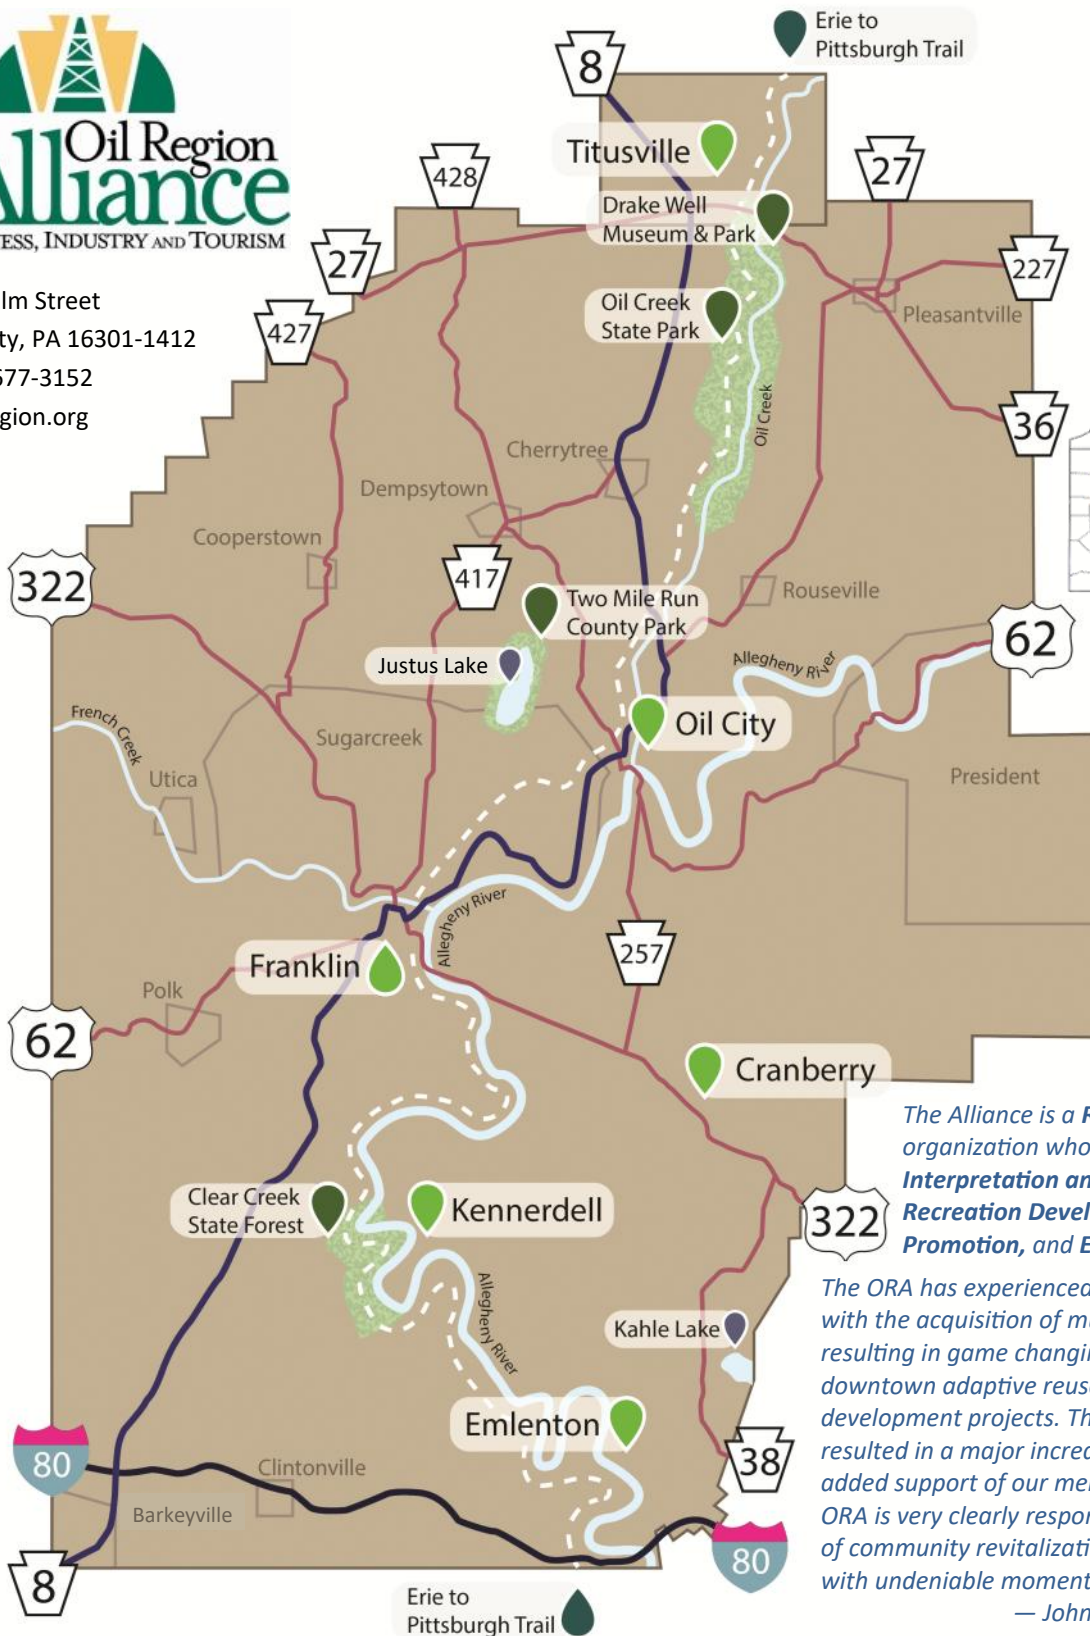 Oil Region
Alliance
NESS, INDUSTRY AND TOURISM
lm Street
ty, PA 16301-1412
577-3152
gion.org
Erie to
Pittsburgh Trail
8
Titusville
428
27
Drake Well
Museum & Park
27
227
Oil Creek
State Park
Pleasantville
427
36
Oil Creek
Cherrytree
Dempsytown
Cooperstown
322
417
Two Mile Run
County Park
Rouseville
62
Justus Lake
Allegheny River
French Creek
Oil City
Sugarcreek
Utica
President
Allegheny River
257
Franklin
Polk
62
Cranberry
The Alliance is a R
organization who
Interpretation an
Recreation Devel
Promotion, and E
Clear Creek
State Forest
Kennerdell
322
Allegheny River
Kahle Lake
The ORA has experienced
with the acquisition of m
resulting in game changin
downtown adaptive reus
development projects. Th
resulted in a major increa
added support of our me
ORA is very clearly respon
of community revitalizati
with undeniable moment
— John
Emlenton
80
Clintonville
38
Barkeyville
80
8
Erie to
Pittsburgh Trail